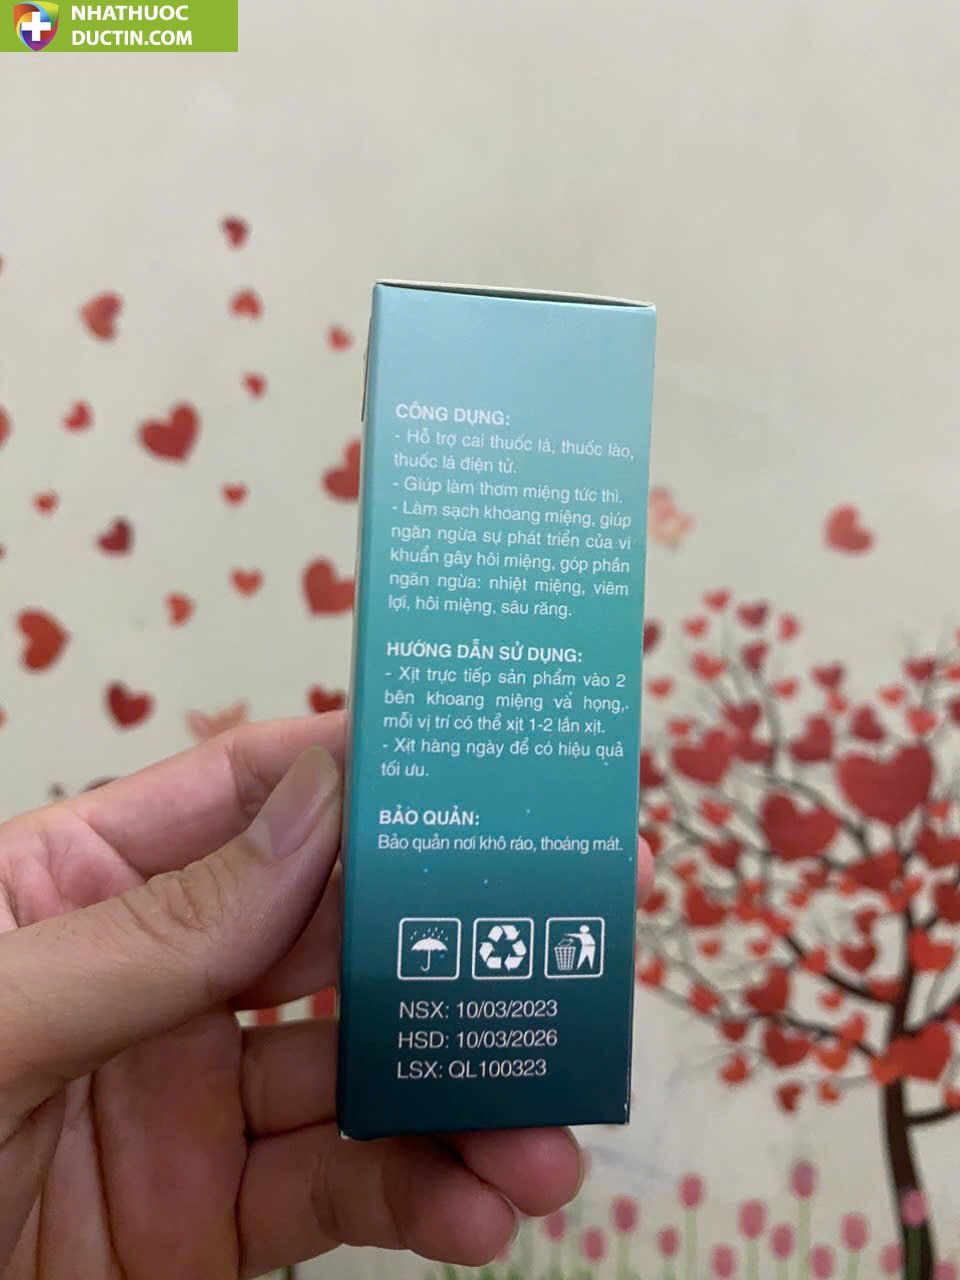 NHATHUOC
DUCTIN.COM
CÔNG DỤNG:
- Hỗ trợ cai thuốc lá, thuốc lào,
thuốc lá điện tử.
- Giúp làm thơm miệng tức thì.
- Làm sạch khoang miệng, giúp
ngăn ngừa sự phát triển của vi
khuẩn gây hôi miệng, góp phần
ngăn ngừa: nhiệt miệng, viêm
lợi, hôi miệng, sâu răng.
HƯỚNG DẪN SỬ DỤNG:
- Xịt trực tiếp sản phẩm vào 2
bên khoang miệng và họng,
mỗi vị trí có thể xịt 1-2 lần xịt.
- Xịt hàng ngày để có hiệu quả
tối ưu.
BẢO QUẢN:
Bảo quản nơi khô ráo, thoáng mát.
NSX: 10/03/2023
HSD: 10/03/2026
LSX: QL100323